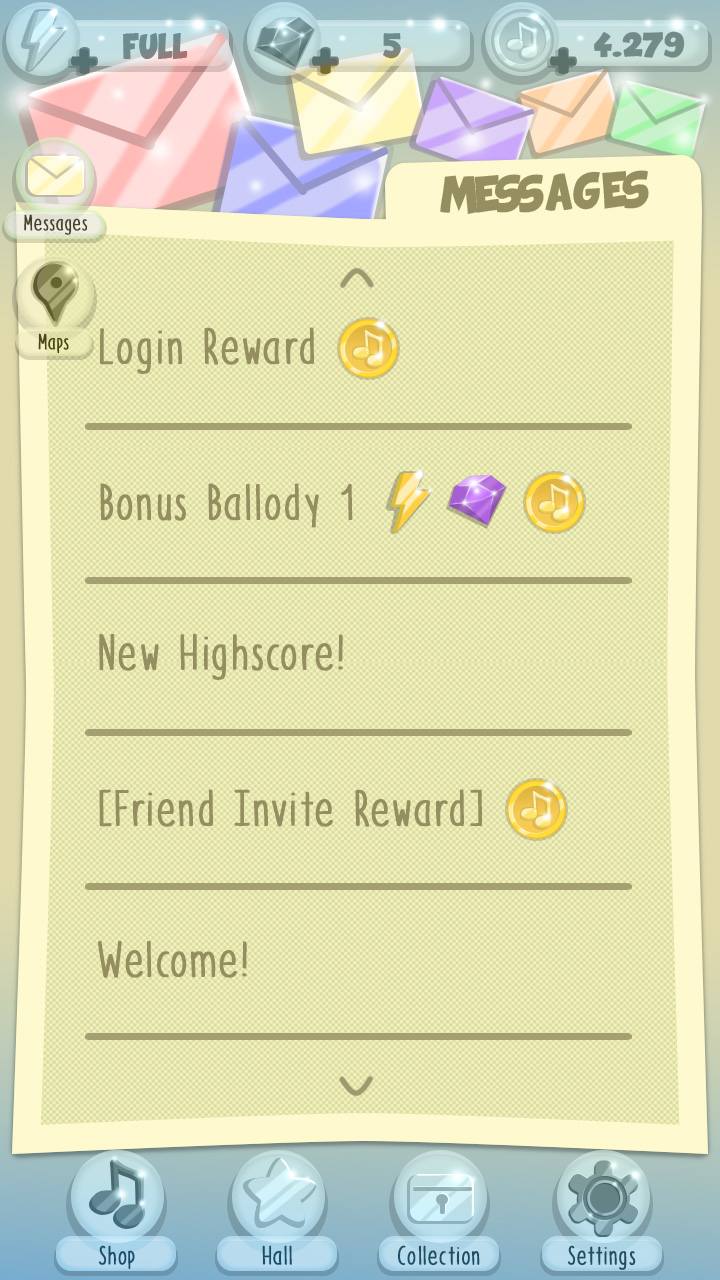 FULL
5
4.279
MESSAGES
Messages
Maps
Login Reward
Bonus Ballody 1
New Highscore!
[Friend Invite Reward]
Welcome!
Shop
Hall
Collection
Settings